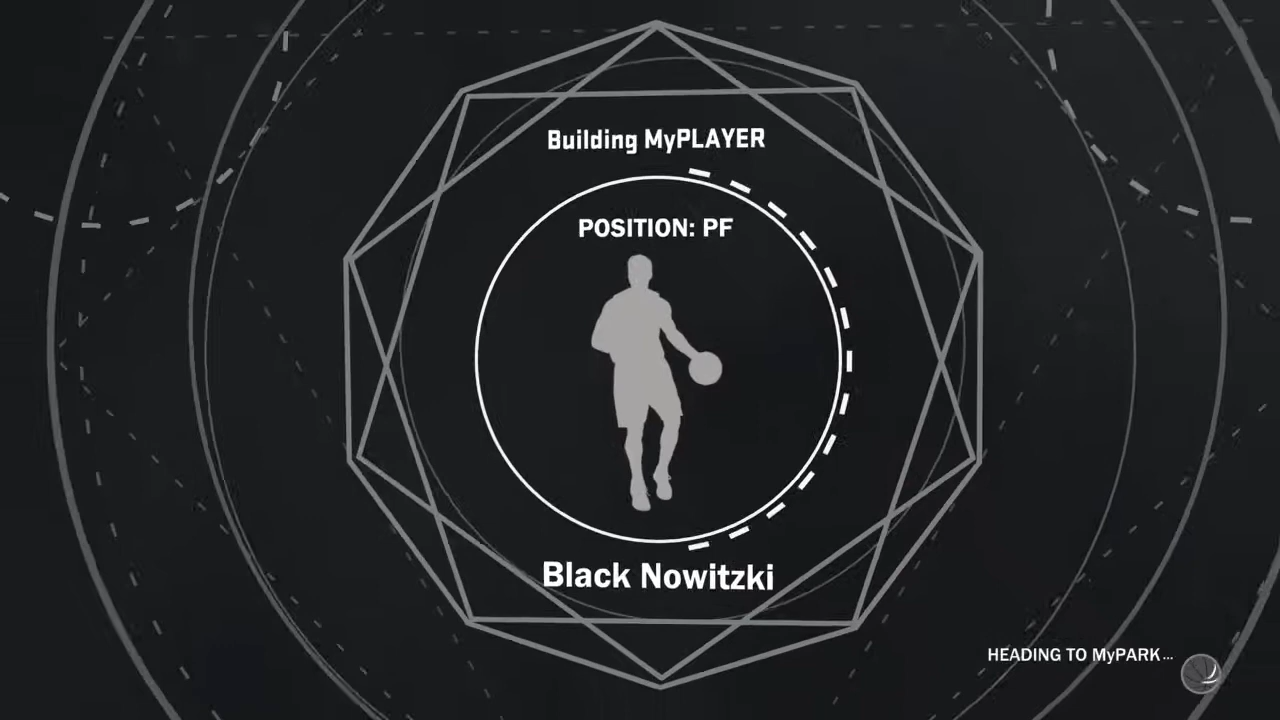 Building MyPLAYER
POSITION: PF
Black Nowitzki
HEADING TO MyPARK...